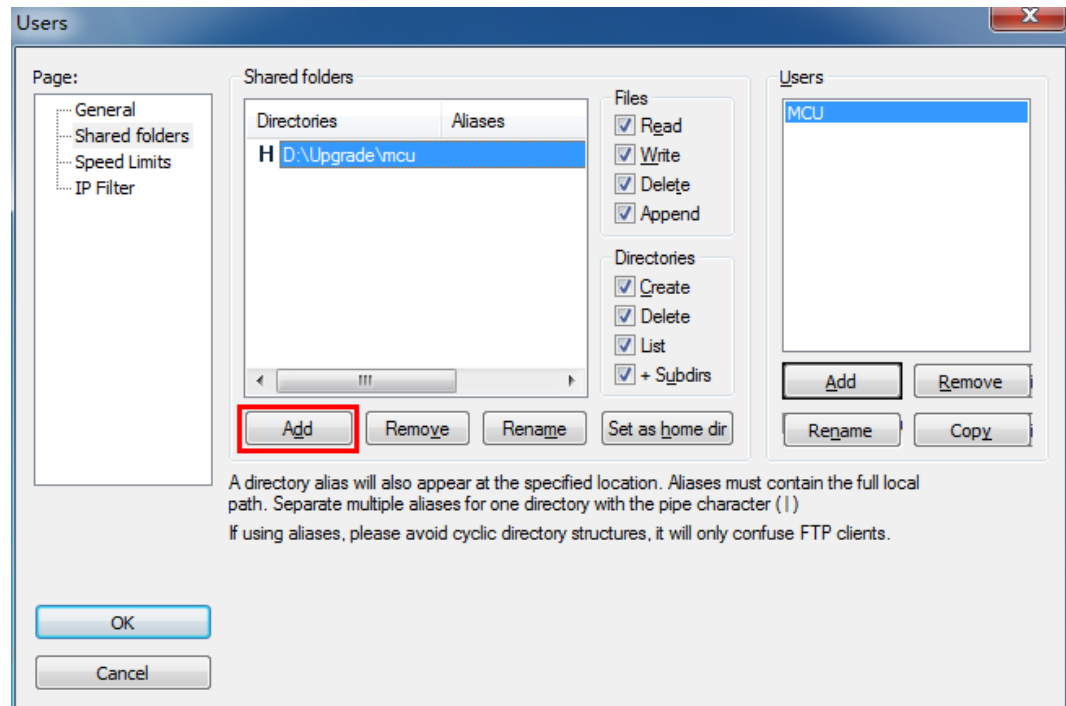 Users
x
Page:
General
Shared folders
Speed Limits
IP Filter
Shared folders
Directories Aliases
H D:\Upgrade\mcu
Files
Read
Write
Delete
Append
Directories
Create
Delete
List
+ Subdirs
Add Remove Rename Set as home dir
Users
MCU
Add Remove
Rename Copy
A directory alias will also appear at the specified location. Aliases must contain the full local
path. Separate multiple aliases for one directory with the pipe character (|)
If using aliases, please avoid cyclic directory structures, it will only confuse FTP clients.
OK
Cancel